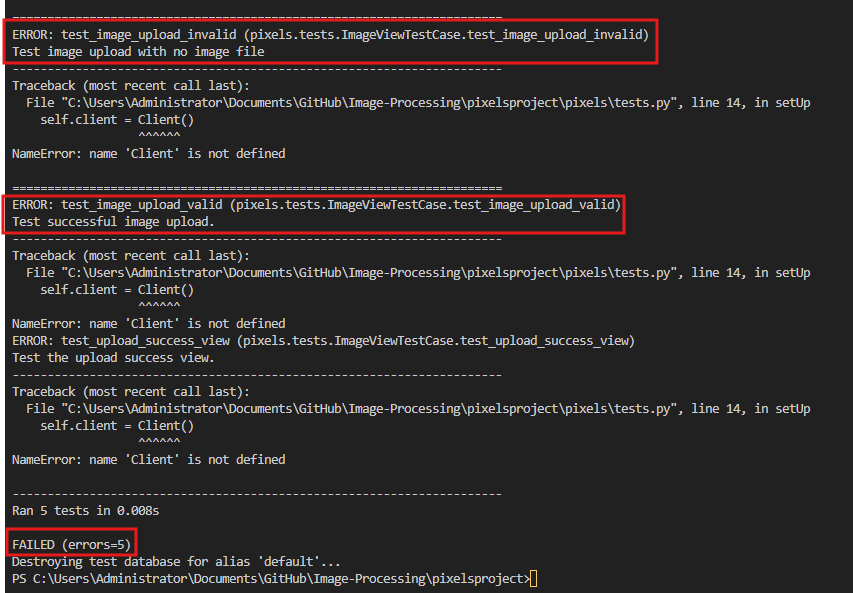 ======================================================================
ERROR: test_image_upload_invalid (pixels.tests.ImageViewTestCase.test_image_upload_invalid)
Test image upload with no image file
----------------------------------------------------------------------
Traceback (most recent call last):
  File "C:\Users\Administrator\Documents\GitHub\Image-Processing\pixelsproject\pixels\tests.py", line 14, in setUp
    self.client = Client()
                  ^^^^^^
NameError: name 'Client' is not defined
======================================================================
ERROR: test_image_upload_valid (pixels.tests.ImageViewTestCase.test_image_upload_valid)
Test successful image upload.
----------------------------------------------------------------------
Traceback (most recent call last):
  File "C:\Users\Administrator\Documents\GitHub\Image-Processing\pixelsproject\pixels\tests.py", line 14, in setUp
    self.client = Client()
                  ^^^^^^
NameError: name 'Client' is not defined
ERROR: test_upload_success_view (pixels.tests.ImageViewTestCase.test_upload_success_view)
Test the upload success view.
----------------------------------------------------------------------
Traceback (most recent call last):
  File "C:\Users\Administrator\Documents\GitHub\Image-Processing\pixelsproject\pixels\tests.py", line 14, in setUp
    self.client = Client()
                  ^^^^^^
NameError: name 'Client' is not defined
----------------------------------------------------------------------
Ran 5 tests in 0.008s
FAILED (errors=5)
Destroying test database for alias 'default'...
PS C:\Users\Administrator\Documents\GitHub\Image-Processing\pixelsproject>